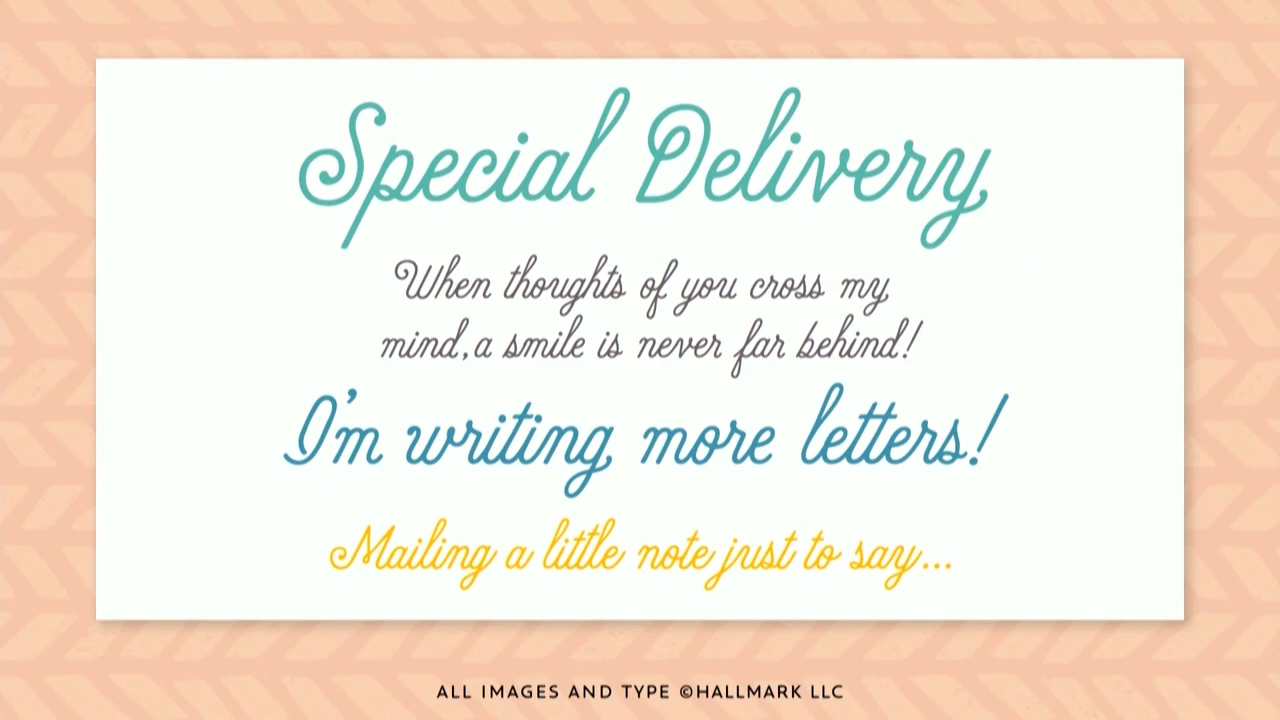 Special Delivery
When thoughts of you cross my
mind, a smile is never far behind!
I'm writing more letters!
Mailing a little note just to say...
ALL IMAGES AND TYPE ©HALLMARK LLC